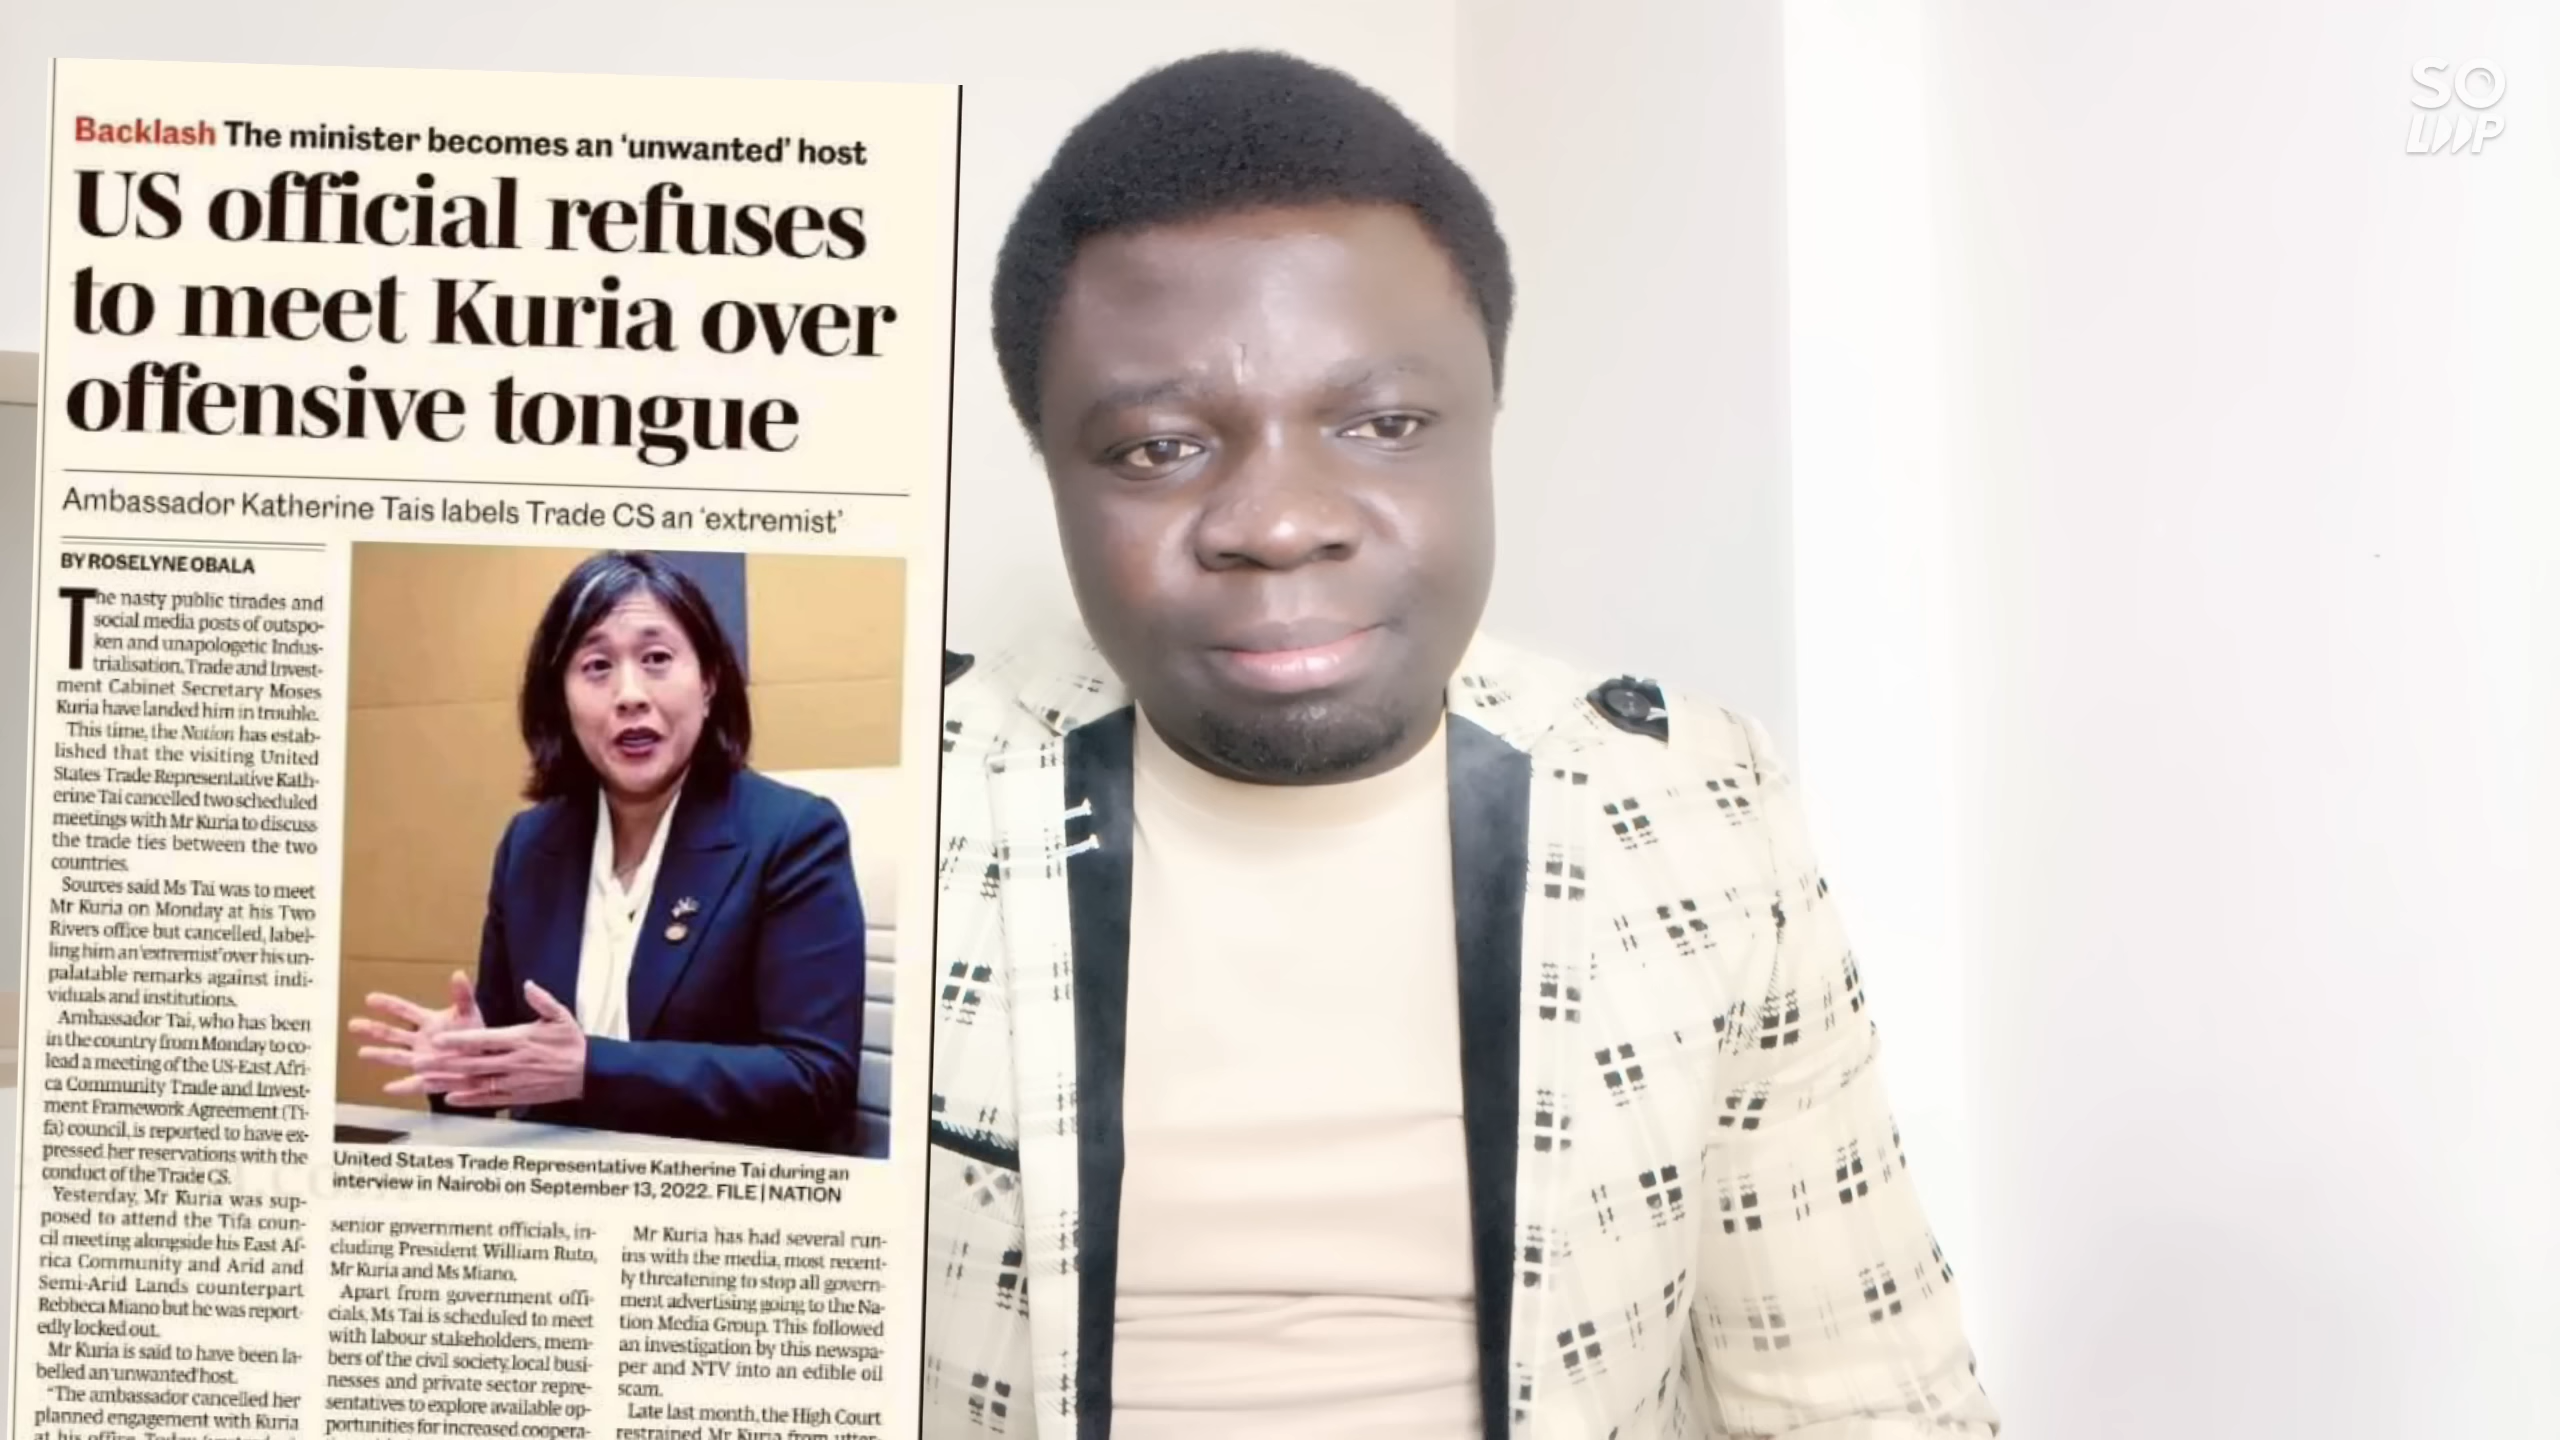 Backlash The minister becomes an ‘unwanted’ host
US official refuses
to meet Kuria over
offensive tongue
Ambassador Katherine Tais labels Trade CS an ‘extremist’
BY ROSELYNE OBALA
The nasty public tirades and
social media posts of outspo-
ken and unapologetic Indus-
trialisation, Trade and Invest-
ment Cabinet Secretary Moses
Kuria have landed him in trouble.
This time, the Nation has estab-
lished that the visiting United
States Trade Representative Kath-
erine Tai cancelled two scheduled
meetings with Mr Kuria to discuss
the trade ties between the two
countries.
Sources said Ms Tai was to meet
Mr Kuria on Monday at his Two
Rivers office but cancelled, label-
ling him an ‘extremist’ over his un-
palatable remarks against indi-
viduals and institutions.
Ambassador Tai, who has been
in the country from Monday to co-
lead a meeting of the US-East Afri-
ca Community Trade and Invest-
ment Framework Agreement (Ti-
fa) council, is reported to have ex-
pressed her reservations with the
conduct of the Trade CS.
Yesterday, Mr Kuria was sup-
posed to attend the Tifa coun-
cil meeting alongside his East Af-
rica Community and Arid and
Semi-Arid Lands counterpart
Rebbeca Miano but he was report-
edly locked out.
Mr Kuria is said to have been la-
belled an ‘unwanted’ host.
“The ambassador cancelled her
planned engagement with Kuria
at his office.
United States Trade Representative Katherine Tai during an
interview in Nairobi on September 13, 2022. FILE | NATION
senior government officials, in-
cluding President William Ruto,
Mr Kuria and Ms Miano.
Apart from government offi-
cials, Ms Tai is scheduled to meet
with labour stakeholders, mem-
bers of the civil society, local busi-
nesses and private sector repre-
sentatives to explore available op-
portunities for increased coopera-
Mr Kuria has had several run-
ins with the media, most recent-
ly threatening to stop all govern-
ment advertising going to the Na-
tion Media Group. This followed
an investigation by this newspa-
per and NTV into an edible oil
scam.
Late last month, the High Court
restrained Mr Kuria from utter-
SO
LOOP